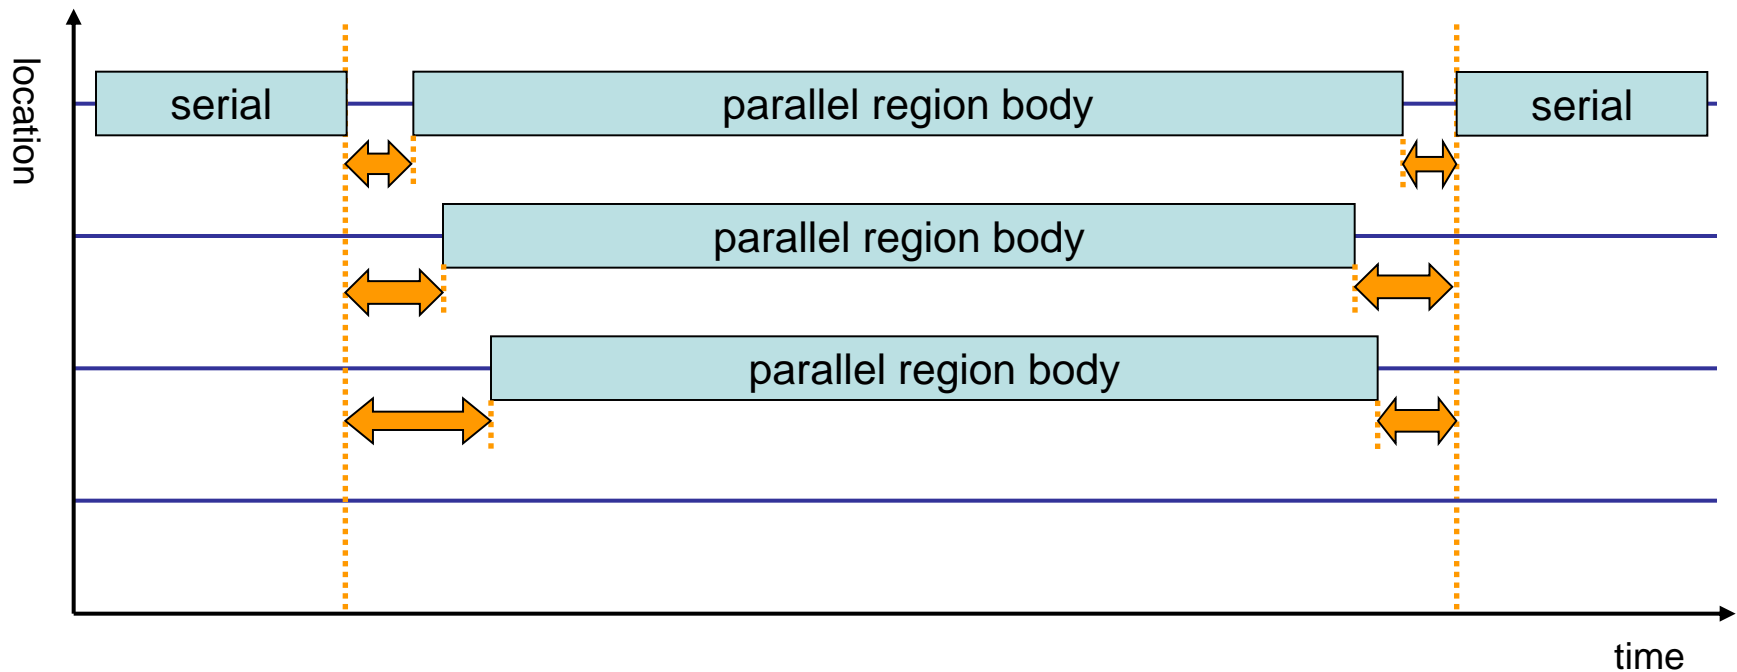 location
serial
parallel region body
serial
parallel region body
parallel region body
time